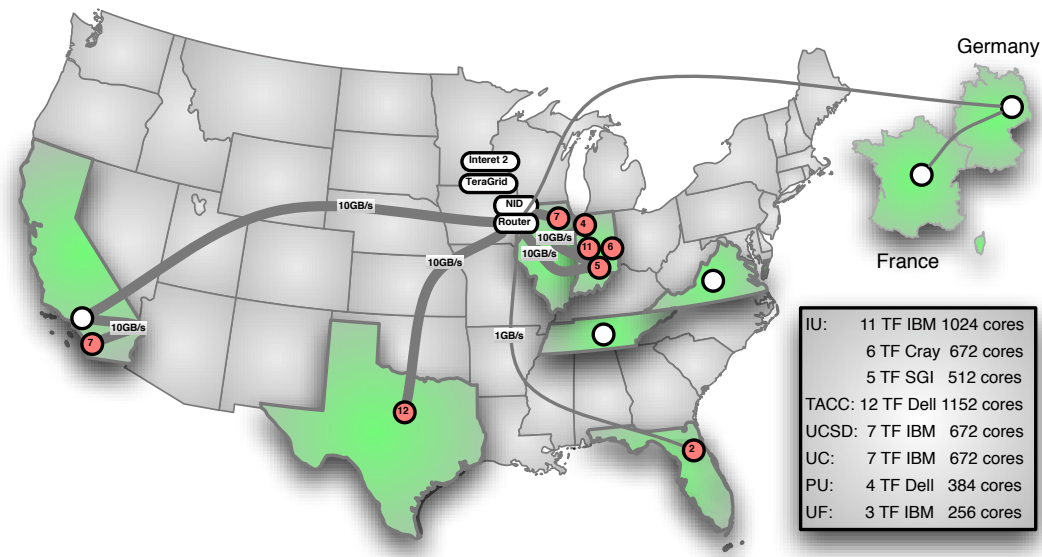 Germany
France
Interet 2
TeraGrid
NID
Router
10GB/s
10GB/s
10GB/s
10GB/s
10GB/s
1GB/s
7
4
11
6
5
7
12
2
IU: 11 TF IBM 1024 cores
6 TF Cray 672 cores
5 TF SGI 512 cores
TACC: 12 TF Dell 1152 cores
UCSD: 7 TF IBM 672 cores
UC: 7 TF IBM 672 cores
PU: 4 TF Dell 384 cores
UF: 3 TF IBM 256 cores